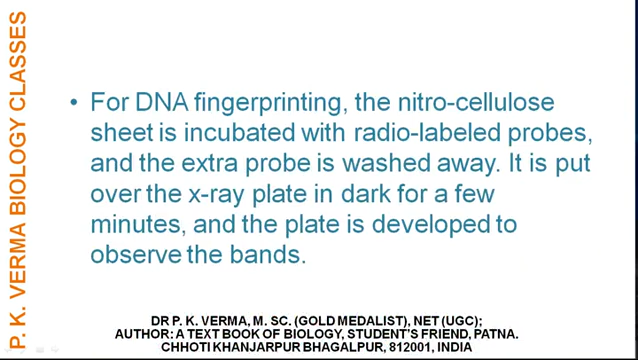 P. K. VERMA BIOLOGY CLASSES
• For DNA fingerprinting, the nitro-cellulose
sheet is incubated with radio-labeled probes,
and the extra probe is washed away. It is put
over the x-ray plate in dark for a few
minutes, and the plate is developed to
observe the bands.
DR P. K. VERMA, M. SC. (GOLD MEDALIST), NET (UGC);
AUTHOR: A TEXT BOOK OF BIOLOGY, STUDENT'S FRIEND, PATNA.
CHHOTI KHANJARPUR BHAGALPUR, 812001, INDIA